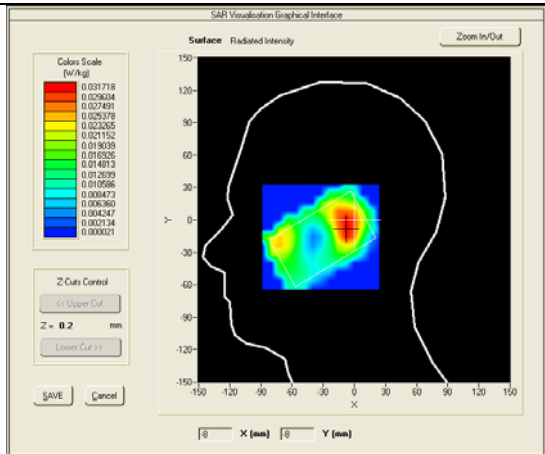 SAR Visualisation Graphical Interface
Surface Radiated Intensity
Zoom In/Out
Colors Scale
(W/kg)
0.031718
0.029604
0.027491
0.025378
0.023265
0.021152
0.019039
0.016926
0.014813
0.012699
0.010586
0.008473
0.006360
0.004247
0.002134
0.000021
150-
120-
90-
60-
30-
0-
-30-
-60-
-90-
-120-
-150-
Y
-150 -120 -90 -60 -30 0 30 60 90 120 150
X
Z Cuts Control
<< Upper Cut
Z = 0.2 mm
Lower Cut >>
SAVE Cancel
-8 X (mm) -8 Y (mm)